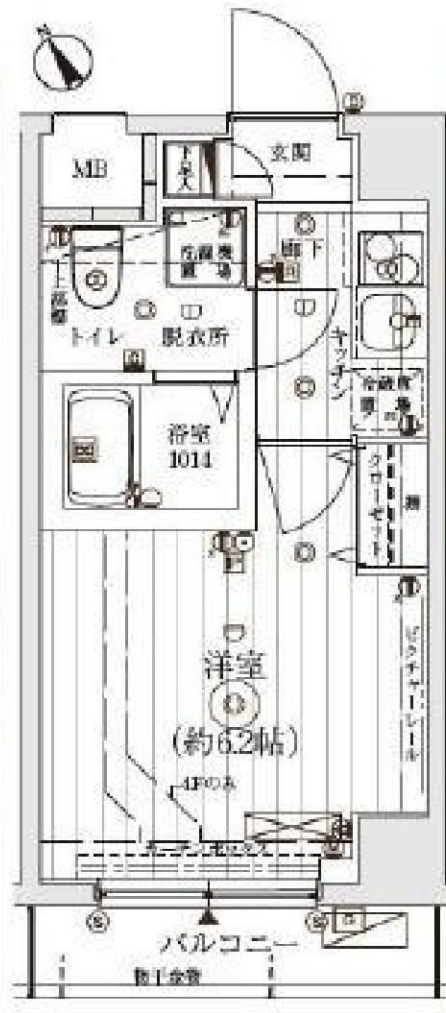 MB
下足入
玄関
洗濯機
置場
廊下
上部棚
トイレ
脱衣所
キッチン
冷蔵庫
置場
浴室
1014
クローゼット
棚
洋室
(約6.2帖)
ピクチャーレール
4Fのみ
カーテンボックス
S
S
バルコニー
物干金物